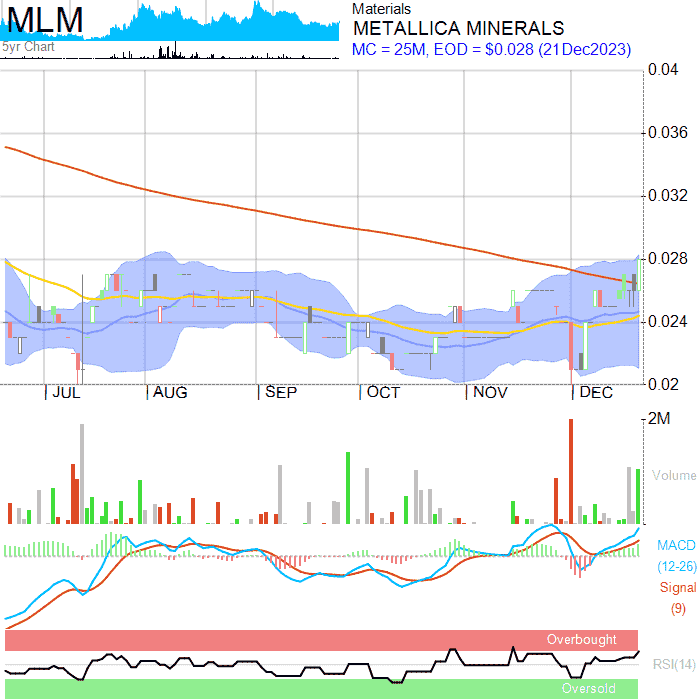 MLM
5yr Chart
Materials
METALLICA MINERALS
MC = 25M, EOD = $0.028 (21Dec2023)
0.04
0.036
0.032
0.028
0.024
0.02
JUL AUG SEP OCT NOV DEC
2M
Volume
MACD
(12-26)
Signal
(9)
Overbought
RSI(14)
Oversold